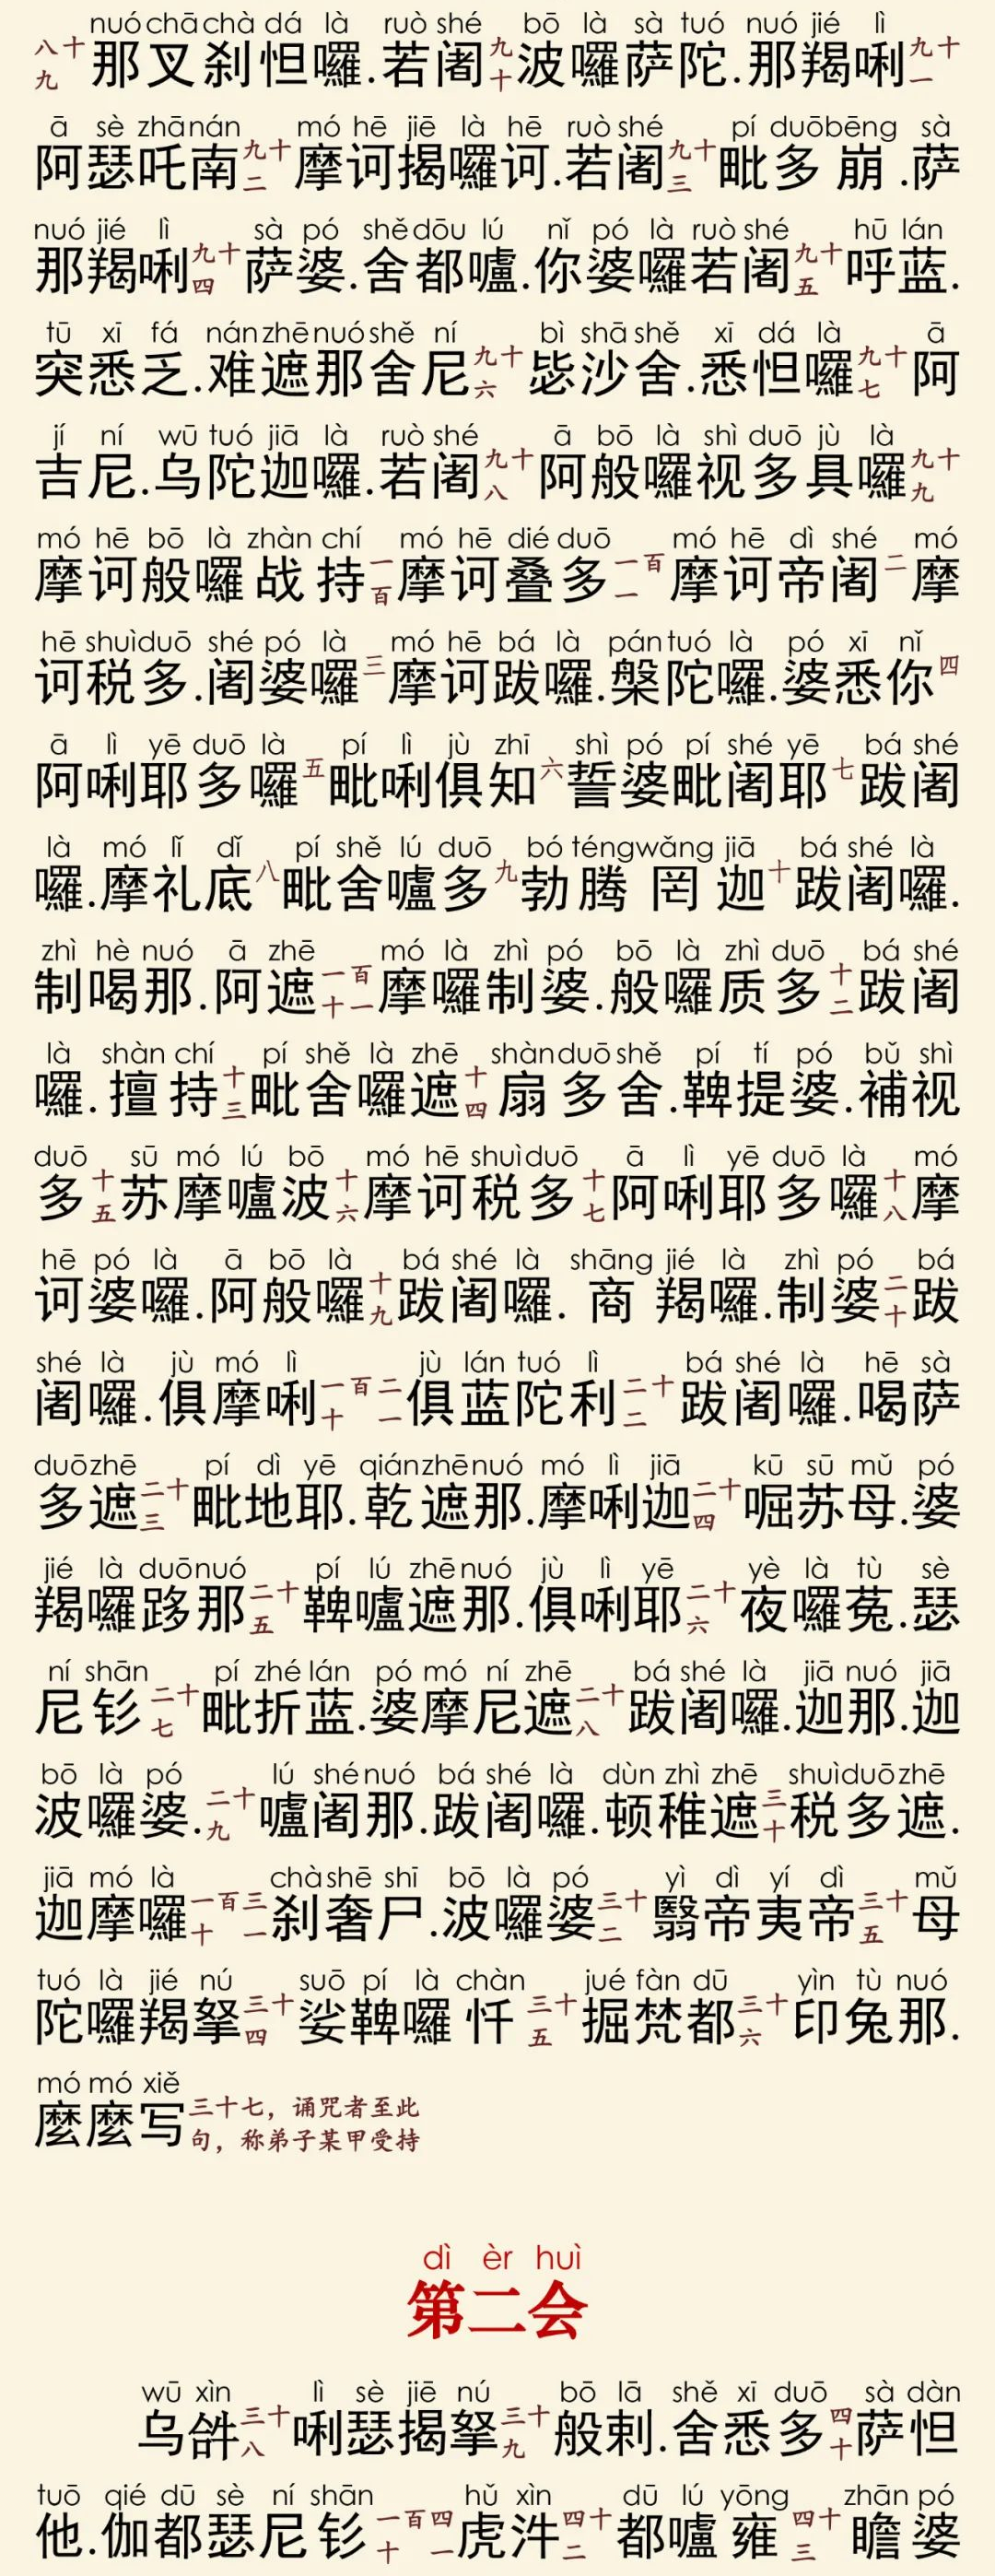 nuó chā chà dá là ruò shé bō là sà tuó nuó jié lì
八十九 那叉刹怛囉.若阇 九十 波囉萨陀.那羯唎 九十一
ā sè zhā nán mó hē jiē là hē ruò shé pí duō bēng sà
阿瑟吒南 九十二 摩诃揭囉诃.若阇 九十三 毗多崩.萨
nuó jié lì sà pó shě dōu lú nǐ pó là ruò shé hū lán
那羯唎 九十四 萨婆.舍都嚧.你婆囉若阇 九十五 呼蓝.
tū xī fá nán zhē nuó shě ní bì shā shě xī dá là ā
突悉乏.难遮那舍尼 九十六 毖沙舍.悉怛囉 九十七 阿
jí ní wū tuó jiā là ruò shé ā bō là shì duō jù là
吉尼.乌陀迦囉.若阇 九十八 阿般囉视多具囉 九十九
mó hē bō là zhàn chí mó hē dié duō mó hē dì shé mó
摩诃般囉战持 一百 摩诃叠多 一百一 摩诃帝阇 二 摩
hē shuì duō shé pó là mó hē bá là pán tuó là pó xī nǐ
诃税多.阇婆囉 三 摩诃跋囉.槃陀囉.婆悉你 四
ā lì yē duō là pí lì jù zhī shì pó pí shé yē bá shé
阿唎耶多囉 五 毗唎俱知 六 誓婆毗阇耶 七 跋阇
là mó lǐ dǐ pí shě lú duō bó téng wǎng jiā bá shé là
囉.摩礼底 八 毗舍嚧多 九 勃腾罔迦 十 跋阇囉.
zhì hè nuó ā zhē mó là zhì pó bō là zhì duō bá shé
制喝那.阿遮 一百十一 摩囉制婆.般囉质多 十二 跋阇
là shàn chí pí shě là zhē shàn duō shě pí tí pó bǔ shì
囉.擅持 十三 毗舍囉遮 十四 扇多舍.鞞提婆.補视
duō sū mó lú bō mó hē shuì duō ā lì yē duō là mó
多 十五 苏摩嚧波 十六 摩诃税多 十七 阿唎耶多囉 十八 摩
hē pó là ā bō là bá shé là shāng jié là zhì pó bá
诃婆囉.阿般囉 十九 跋阇囉.商羯囉.制婆 二十 跋
shé là jù mó lì jù lán tuó lì bá shé là hē sà
阇囉.俱摩唎 一百二十一 俱蓝陀利 二十二 跋阇囉.喝萨
duō zhē pí dì yē qián zhē nuó mó lì jiā kū sū mǔ pó
多遮 二十三 毗地耶.乾遮那.摩唎迦 二十四 啒苏母.婆
jié là duō nuó pí lú zhē nuó jù lì yē yè là tù sè
羯囉跢那 二十五 鞞嚧遮那.俱唎耶 二十六 夜囉菟.瑟
ní shān pí zhé lán pó mó ní zhē bá shé là jiā nuó jiā
尼钐 二十七 毗折蓝.婆摩尼遮 二十八 跋阇囉.迦那.迦
bō là pó lú shé nuó bá shé là dùn zhì zhē shuì duō zhē
波囉婆. 二十九 嚧阇那.跋阇囉.顿稚遮 三十 税多遮.
jiā mó là chà shē shī bō là pó yì dì yí dì mǔ
迦摩囉 一百三十一 刹奢尸.波囉婆 三十二 翳帝夷帝 三十五 母
tuó là jié nú suō pí là chàn jué fàn dū yìn tù nuó
陀囉羯拏 三十四 娑鞞囉忏 三十五 掘梵都 三十六 印兔那.
mó mó xiě
麼麼写 三十七，诵咒者至此句，称弟子某甲受持
dì èr huì
第二会
wū xìn lì sè jiē nú bō lā shě xī duō sà dàn
乌𤙖 三十八 唎瑟揭拏 三十九 般剌.舍悉多 四十 萨怛
tuō qié dū sè ní shān hǔ xìn dū lú yōng zhān pó
他.伽都瑟尼钐 一百四十一 虎𤙖 四十二 都嚧雍 四十三 瞻婆